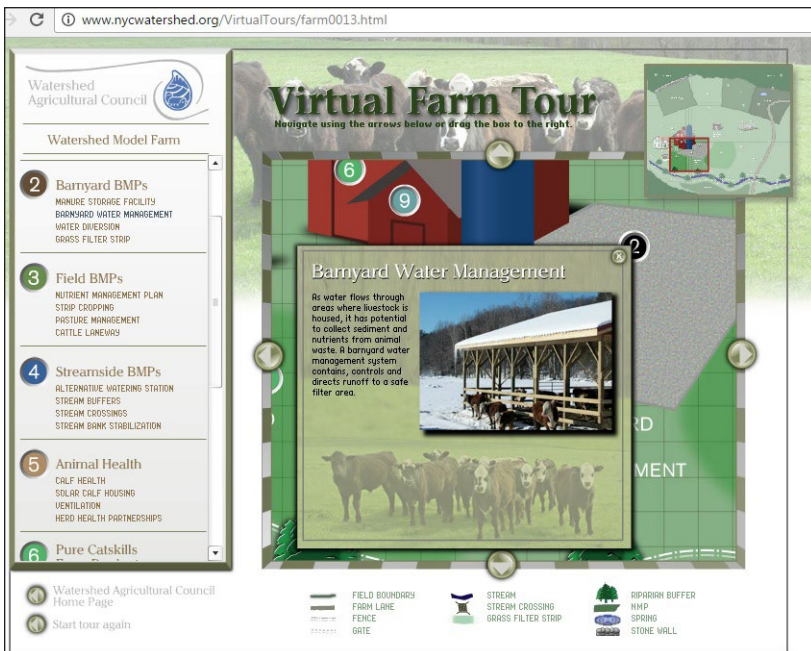 www.nycwatershed.org/VirtualTours/farm0013.html
Watershed
Agricultural Council
Watershed Model Farm
2
Barnyard BMPs
MANURE STORAGE FACILITY
BARNYARD WATER MANAGEMENT
WATER DIVERSION
GRASS FILTER STRIP
3
Field BMPs
NUTRIENT MANAGEMENT PLAN
STRIP CROPPING
PASTURE MANAGEMENT
CATTLE LANEWAY
4
Streamside BMPs
ALTERNATIVE WATERING STATION
STREAM BUFFERS
STREAM CROSSINGS
STREAM BANK STABILIZATION
5
Animal Health
CALF HEALTH
SOLAR CALF HOUSING
VENTILATION
HERD HEALTH PARTNERSHIPS
6
Pure Catskills
Watershed Agricultural Council
Home Page
Start tour again
Virtual Farm Tour
Navigate using the arrows below or drag the box to the right.
6
9
2
Barnyard Water Management
As water flows through
areas where livestock is
housed, it has potential
to collect sediment and
nutrients from animal
waste. A barnyard water
management system
contains, controls and
directs runoff to a safe
filter area.
RD
MENT
FIELD BOUNDARY
FARM LANE
FENCE
GATE
STREAM
STREAM CROSSING
GRASS FILTER STRIP
RIPARIAN BUFFER
NMP
SPRING
STONE WALL